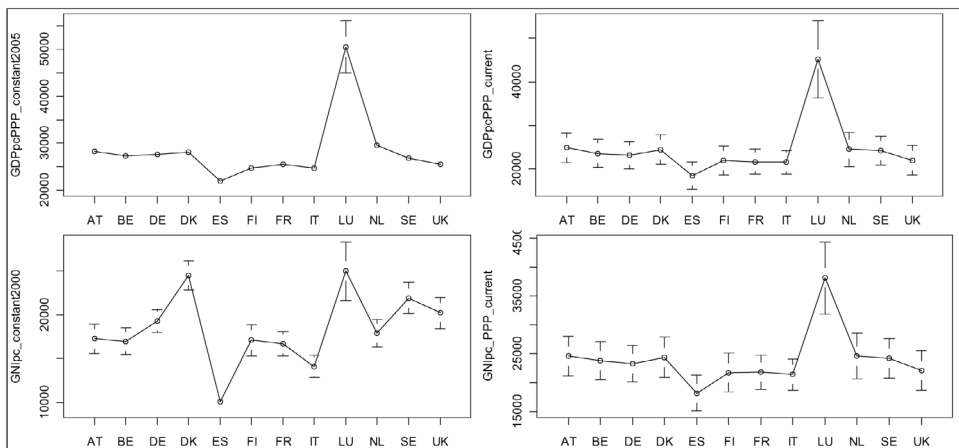 GDPpcPPP_constant2005
20000 30000 40000 50000
AT BE DE DK ES FI FR IT LU NL SE UK
GDPpcPPP_current
20000 40000
AT BE DE DK ES FI FR IT LU NL SE UK
GNIpc_constant2000
10000 20000
AT BE DE DK ES FI FR IT LU NL SE UK
GNIpc_PPP_current
15000 25000 35000 4500
AT BE DE DK ES FI FR IT LU NL SE UK